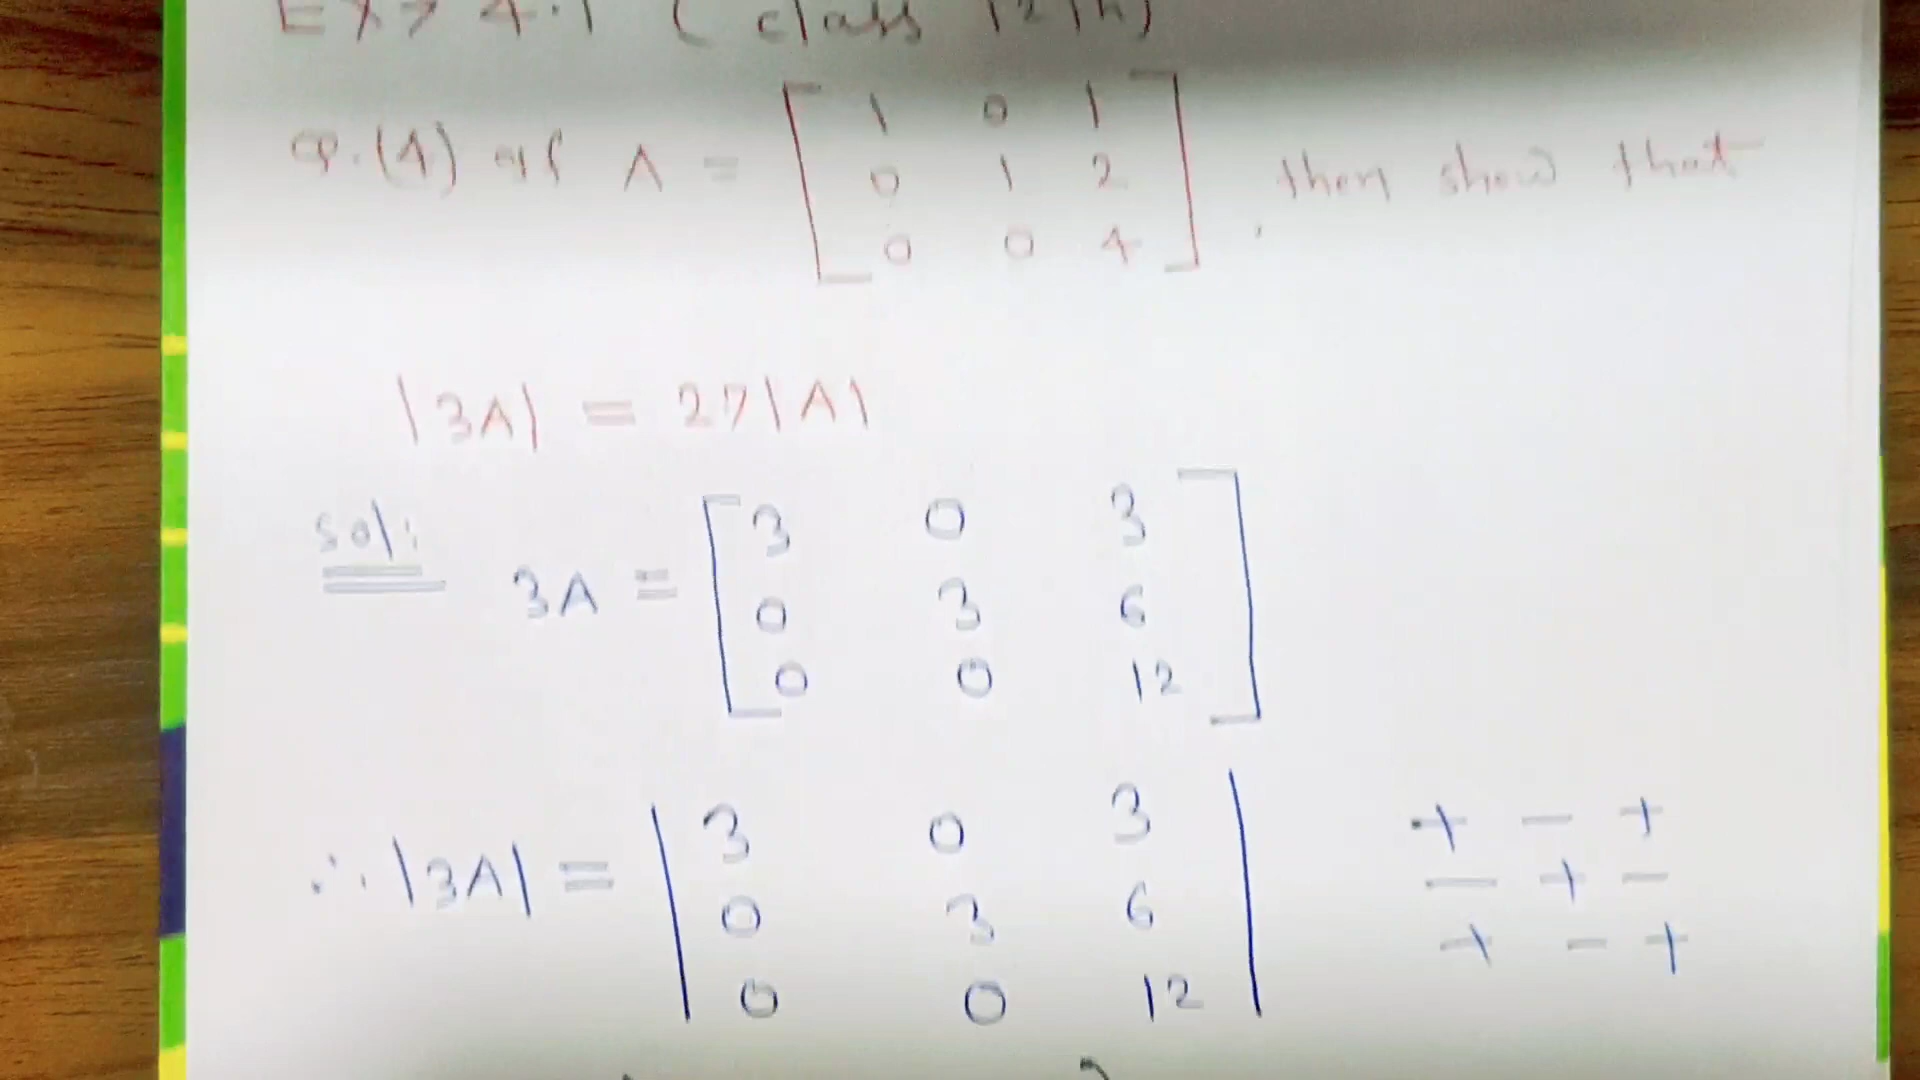 Ex > 4.1 ( class 12th)
Q.(4) If A = [ 1 0 1
0 1 2
0 0 4 ] , then show that
|3A| = 27|A|
Sol:
3A = [ 3 0 3
0 3 6
0 0 12 ]
∴ |3A| = | 3 0 3
0 3 6
0 0 12 |
+ − +
− + −
+ − +